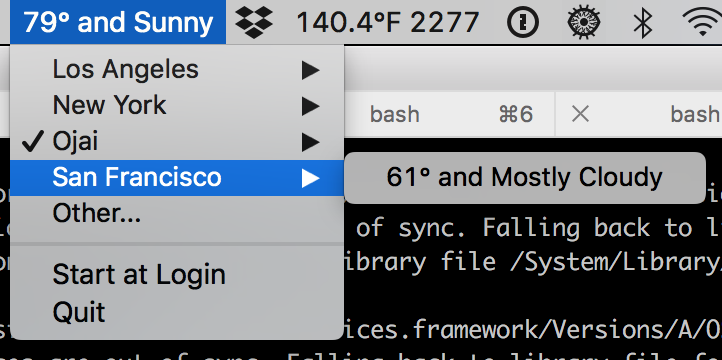 79° and Sunny 140.4°F 2277
Los Angeles
New York
bash ⌘6 bash
Ojai
San Francisco
61° and Mostly Cloudy
Other...
of sync. Falling back to l
Start at Login
ibrary file /System/Library/
Quit
ices.framework/Versions/A/O